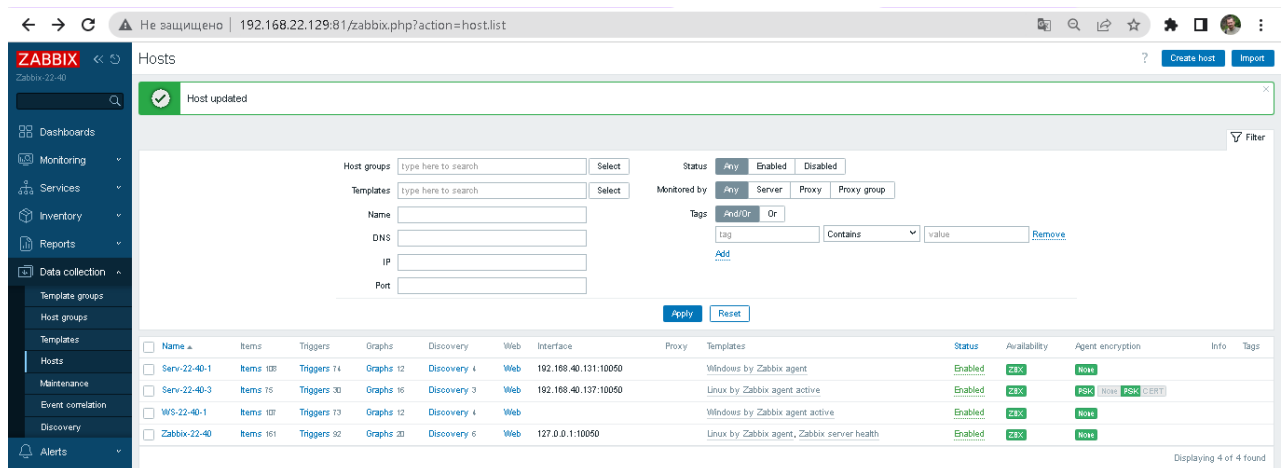 Не защищено 192.168.22.129:81/zabbix.php?action=host.list
ZABBIX
Zabbix-22-40
Hosts
? Create host Import
Host updated
Filter
Dashboards
Monitoring
Services
Inventory
Reports
Data collection
Template groups
Host groups
Templates
Hosts
Maintenance
Event correlation
Discovery
Alerts
Host groups type here to search Select
Templates type here to search Select
Name
DNS
IP
Port
Status Any Enabled Disabled
Monitored by Any Server Proxy Proxy group
Tags And/Or Or
tag Contains value Remove
Add
Apply Reset
Name Items Triggers Graphs Discovery Web Interface Proxy Templates Status Availability Agent encryption Info Tags
Serv-22-40-1 Items 108 Triggers 74 Graphs 12 Discovery 4 Web 192.168.40.131:10050 Windows by Zabbix agent Enabled ZBX None
Serv-22-40-3 Items 75 Triggers 30 Graphs 16 Discovery 3 Web 192.168.40.137:10050 Linux by Zabbix agent active Enabled ZBX PSK None PSK CERT
WS-22-40-1 Items 107 Triggers 73 Graphs 12 Discovery 4 Web Windows by Zabbix agent active Enabled ZBX None
Zabbix-22-40 Items 161 Triggers 92 Graphs 20 Discovery 6 Web 127.0.0.1:10050 Linux by Zabbix agent, Zabbix server health Enabled ZBX None
Displaying 4 of 4 found